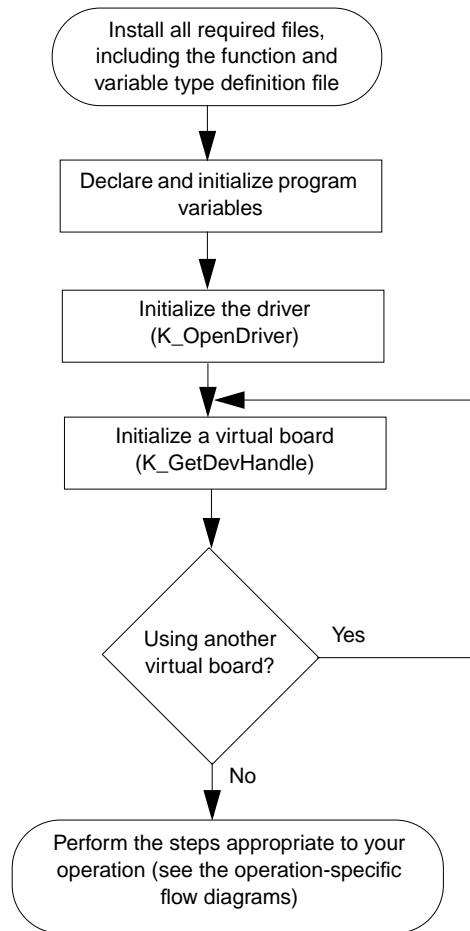 Install all required files,
including the function and
variable type definition file
Declare and initialize program
variables
Initialize the driver
(K_OpenDriver)
Initialize a virtual board
(K_GetDevHandle)
Using another
virtual board?
Yes
No
Perform the steps appropriate to your
operation (see the operation-specific
flow diagrams)